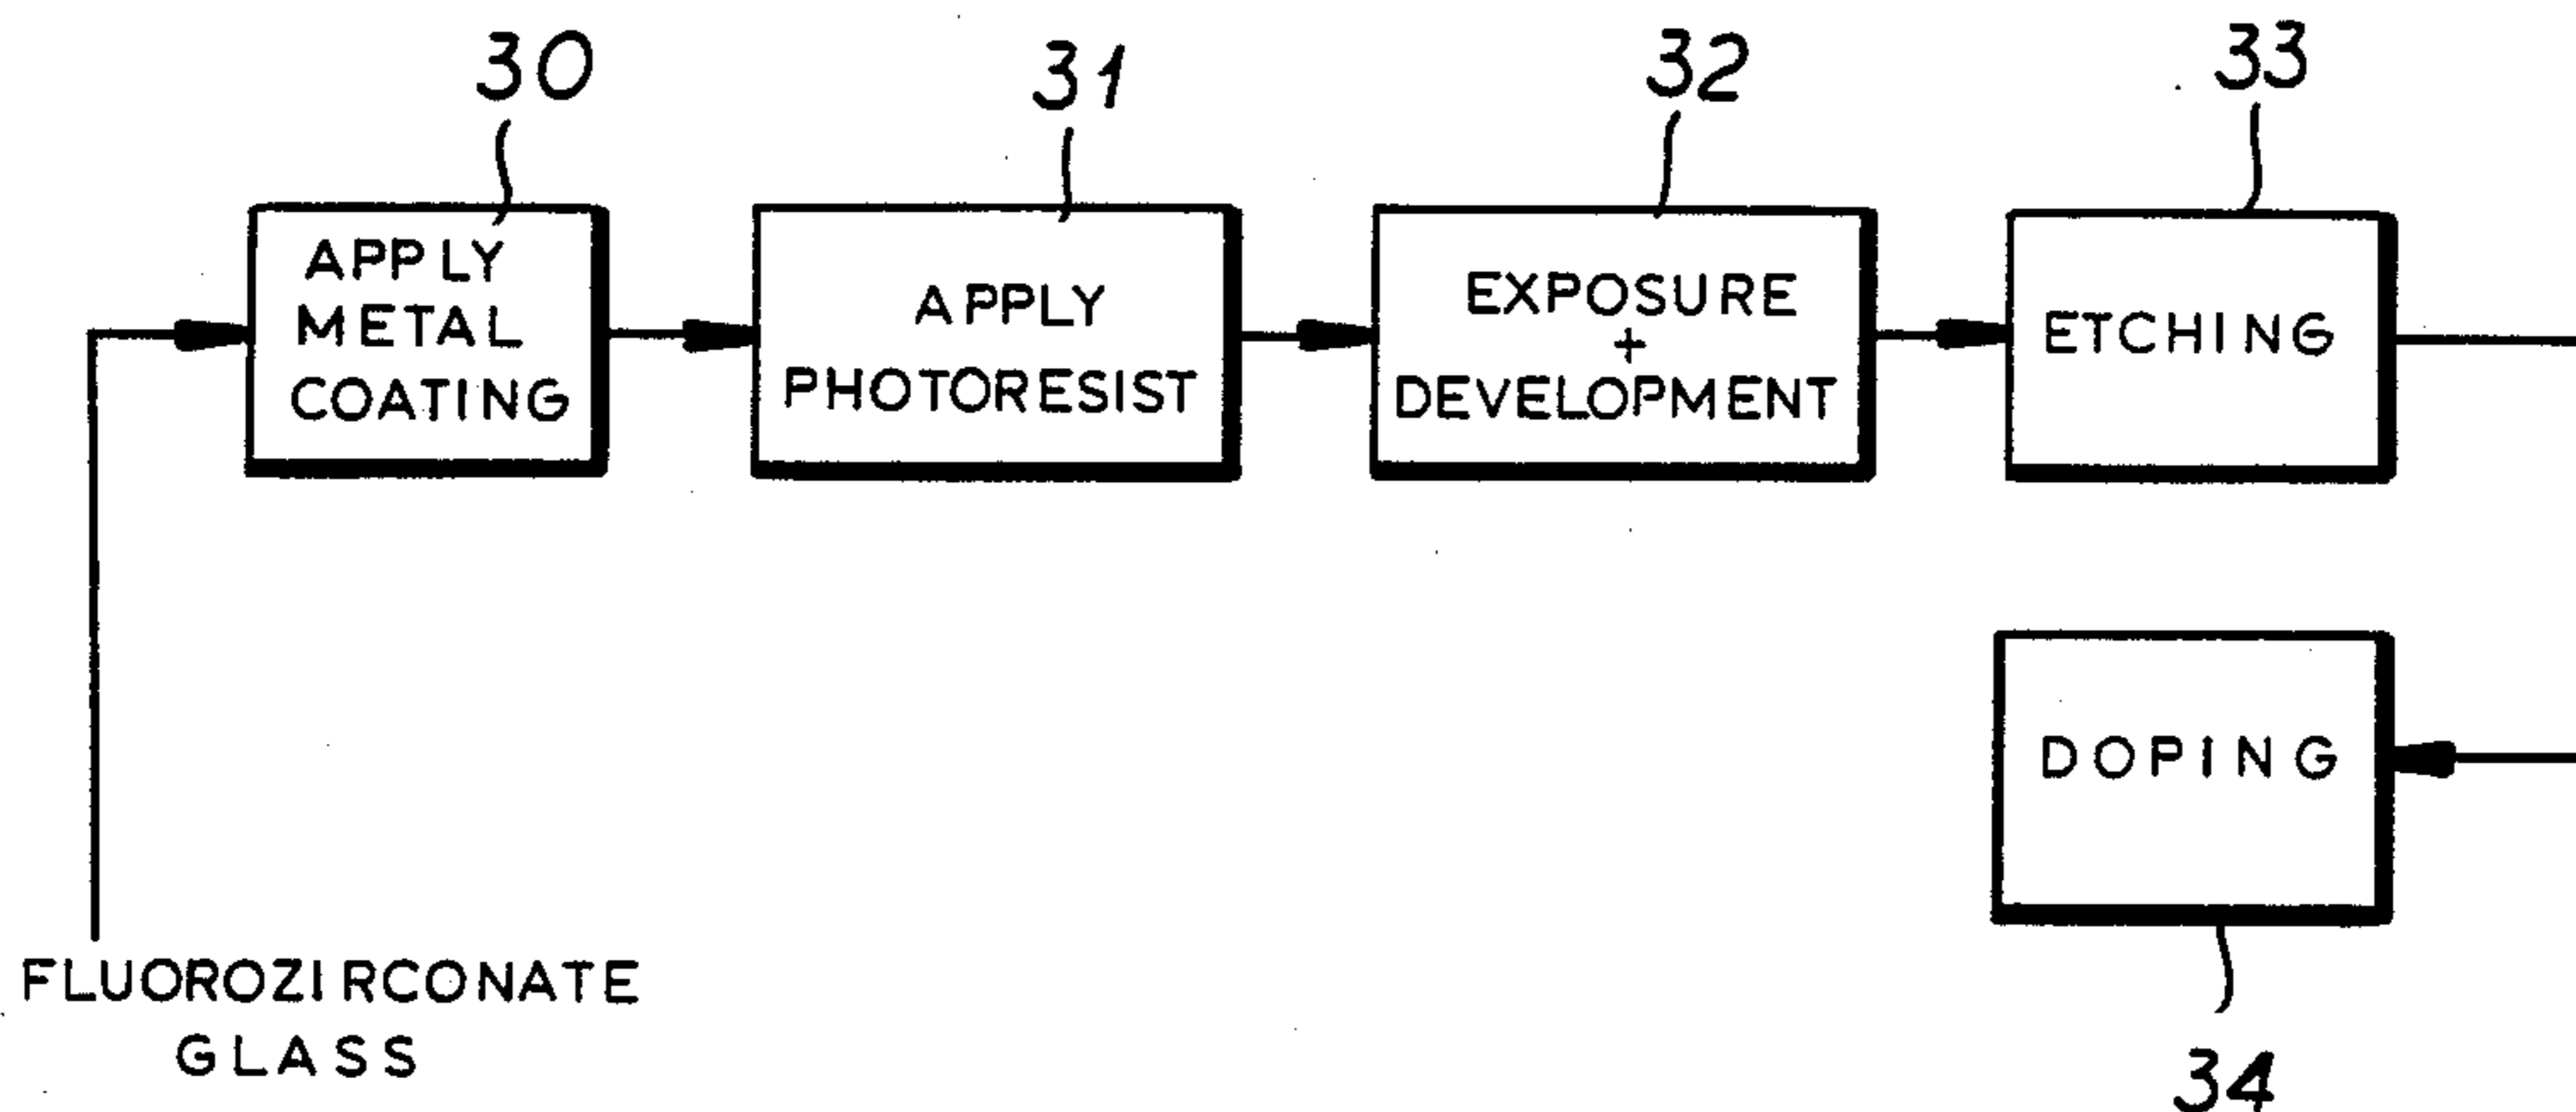 30
31
32
33
APPLY
METAL
COATING
APPLY
PHOTORESIST
EXPOSURE
+
DEVELOPMENT
ETCHING
DOPING
34
FLUOROZIRCONATE
GLASS